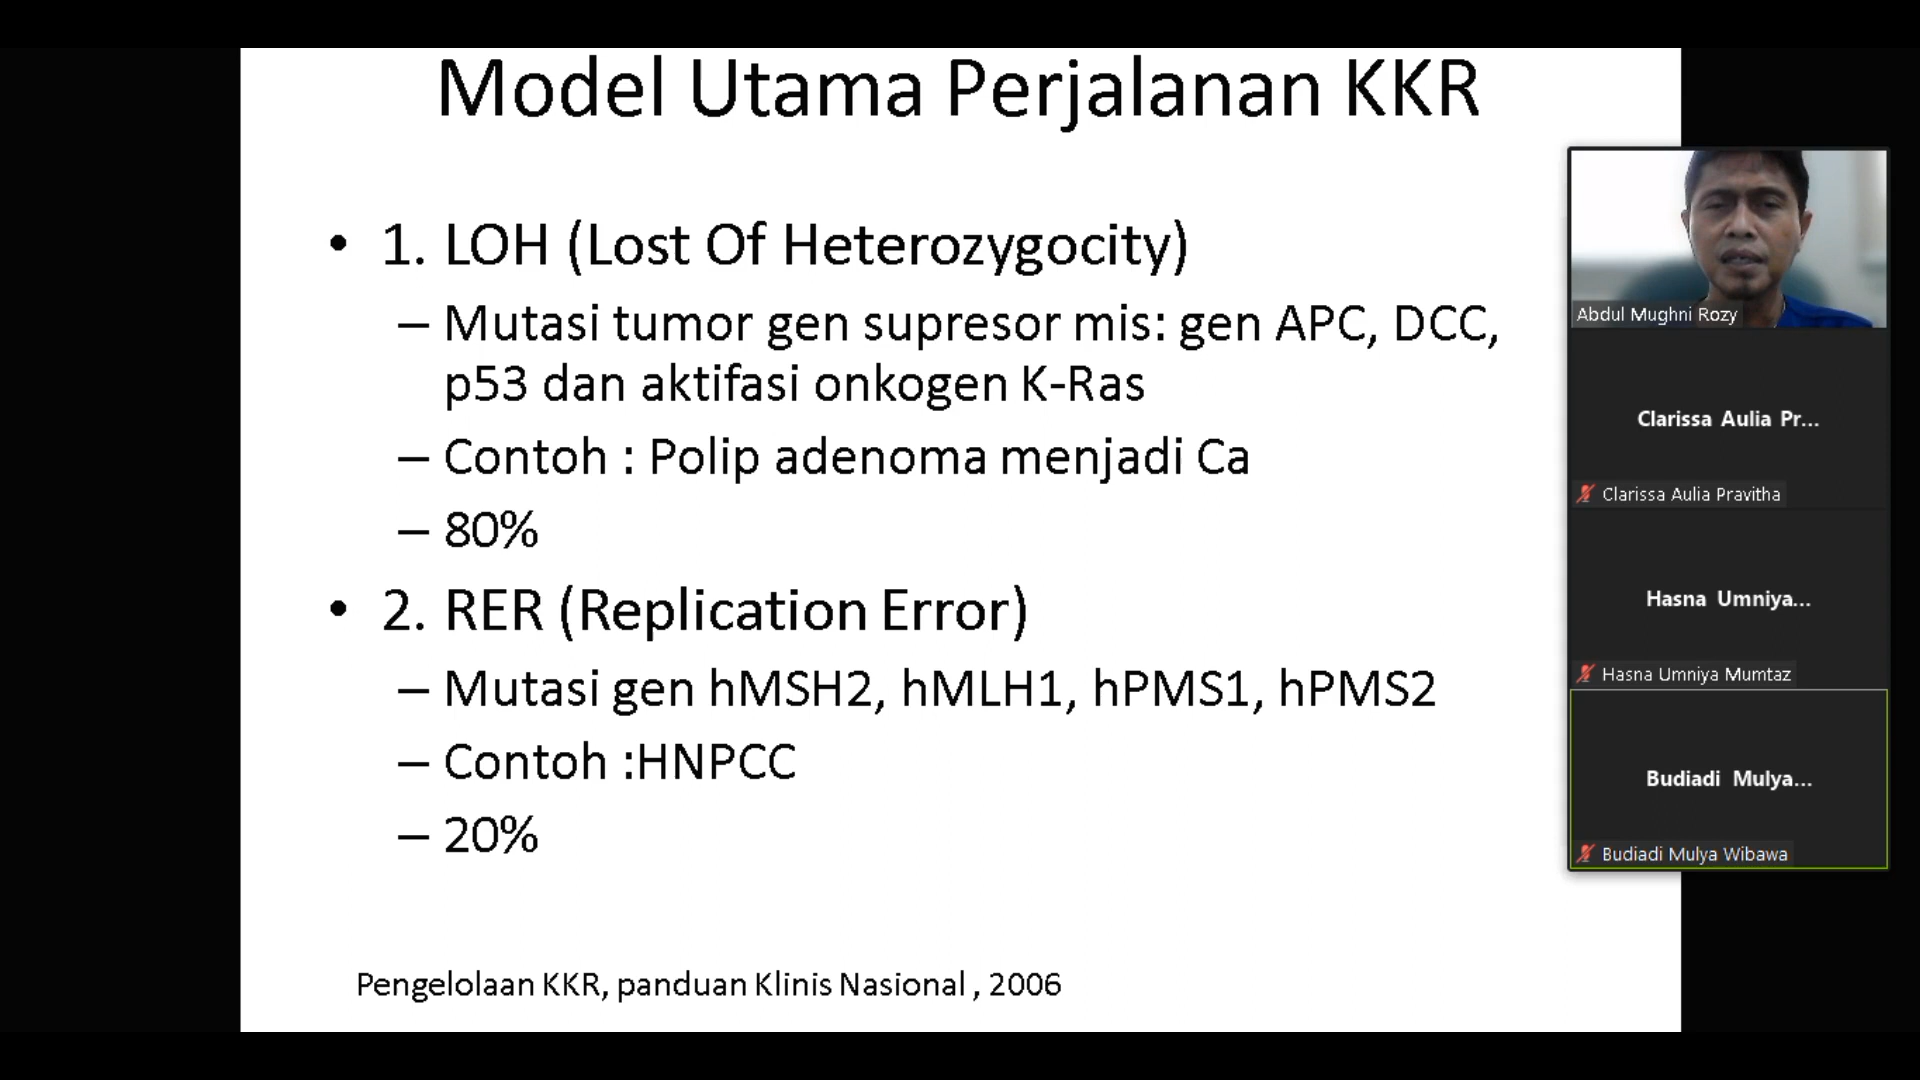 Model Utama Perjalanan KKR
• 1. LOH (Lost Of Heterozygocity)
– Mutasi tumor gen supresor mis: gen APC, DCC,
p53 dan aktifasi onkogen K-Ras
– Contoh : Polip adenoma menjadi Ca
– 80%
• 2. RER (Replication Error)
– Mutasi gen hMSH2, hMLH1, hPMS1, hPMS2
– Contoh :HNPCC
– 20%
Pengelolaan KKR, panduan Klinis Nasional , 2006
Abdul Mughni Rozy
Clarissa Aulia Pr...
Clarissa Aulia Pravitha
Hasna Umniya...
Hasna Umniya Mumtaz
Budiadi Mulya...
Budiadi Mulya Wibawa